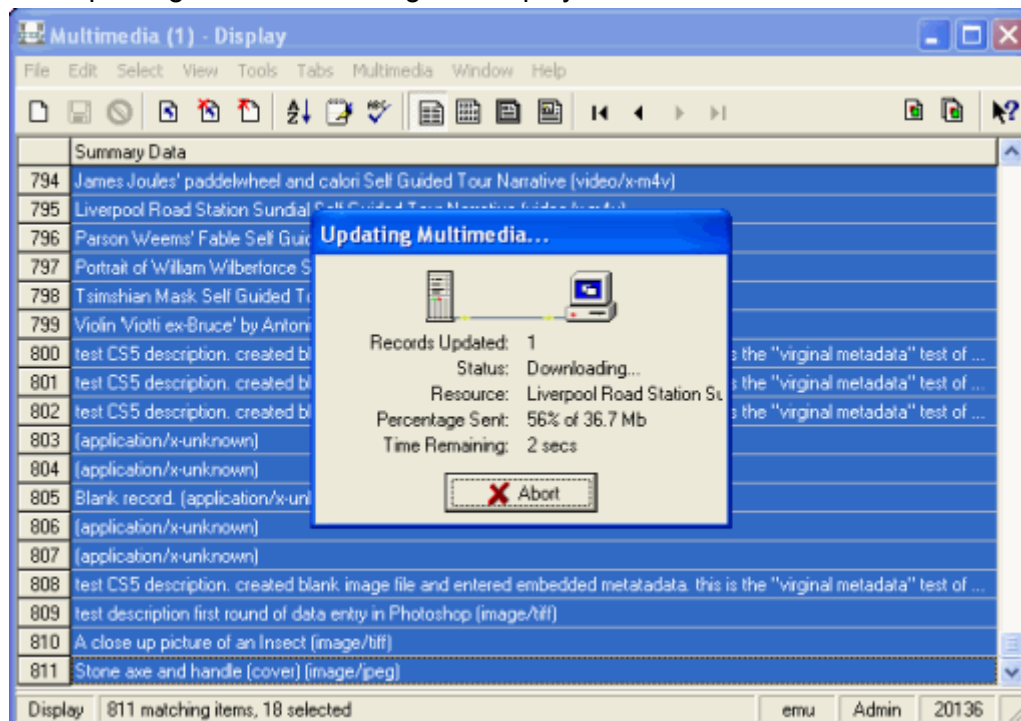 Multimedia (1) - Display
File Edit Select View Tools Tabs Multimedia Window Help
Summary Data
794 James Joules' paddelwheel and calori Self Guided Tour Narrative (video/x-m4v)
795 Liverpool Road Station Sundial Self Guided Tour Narrative (video/x-m4v)
796 Parson Weems' Fable Self Guid
797 Portrait of William Wilberforce S
798 Tsimshian Mask Self Guided To
799 Violin 'Viotti ex-Bruce' by Antoni
800 test CS5 description. created bl s the "virginal metadata" test of ...
801 test CS5 description. created bl s the "virginal metadata" test of ...
802 test CS5 description. created bl s the "virginal metadata" test of ...
803 (application/x-unknown)
804 (application/x-unknown)
805 Blank record. (application/x-unl
806 (application/x-unknown)
807 (application/x-unknown)
808 test CS5 description. created blank image file and entered embedded metatadata. this is the "virginal metadata" test of ...
809 test description first round of data entry in Photoshop (image/tiff)
810 A close up picture of an Insect (image/tiff)
811 Stone axe and handle (cover) (image/jpeg)
Updating Multimedia...
Records Updated: 1
Status: Downloading...
Resource: Liverpool Road Station Su
Percentage Sent: 56% of 36.7 Mb
Time Remaining: 2 secs
Abort
Display 811 matching items, 18 selected emu Admin 20136